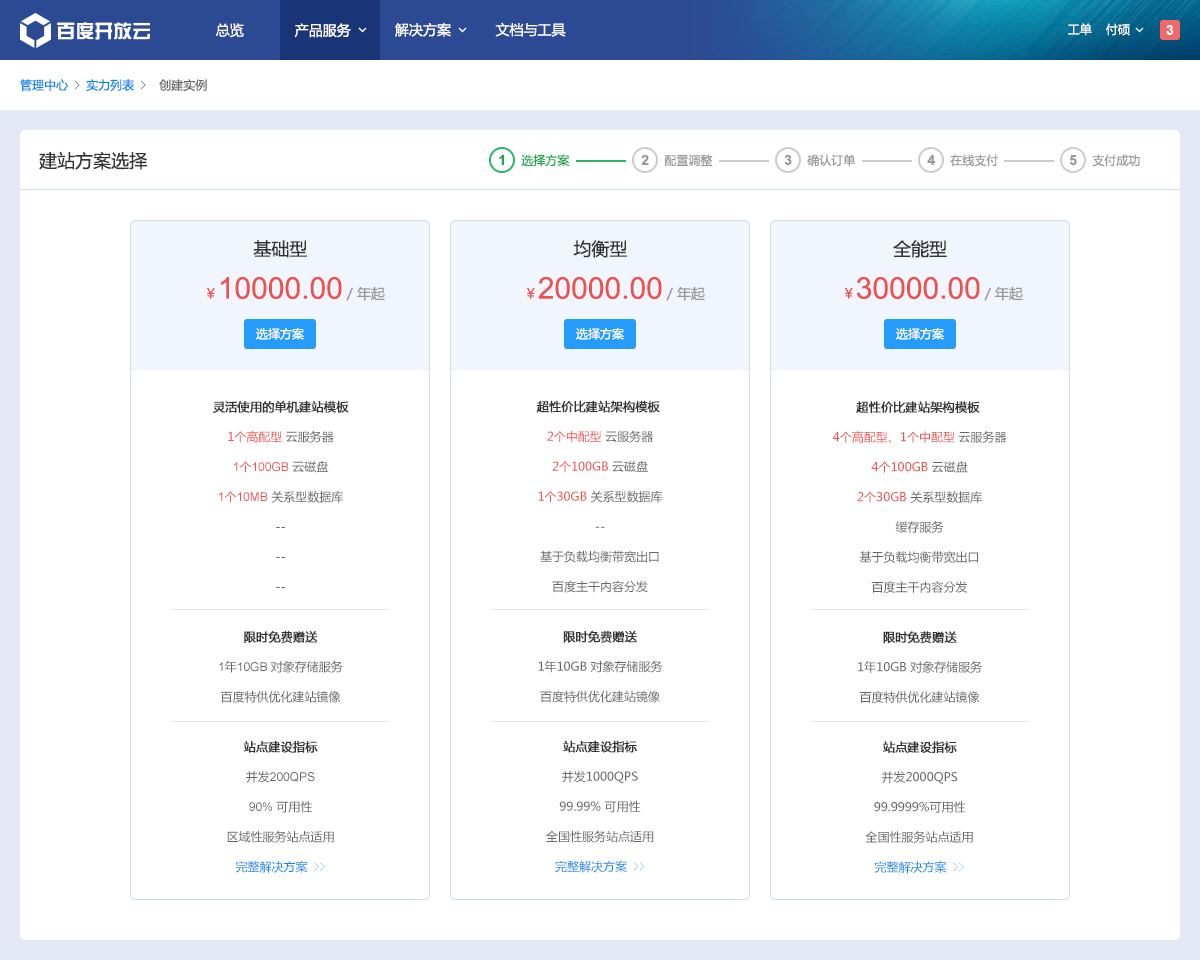 百度开放云 总览 产品服务 解决方案 文档与工具 工单 付硕 3
管理中心 > 实力列表 > 创建实例
建站方案选择 1 选择方案 2 配置调整 3 确认订单 4 在线支付 5 支付成功
基础型
¥10000.00 / 年起
选择方案
灵活使用的单机建站模板
1个高配型 云服务器
1个100GB 云磁盘
1个10MB 关系型数据库
--
--
--
限时免费赠送
1年10GB 对象存储服务
百度特供优化建站镜像
站点建设指标
并发200QPS
90% 可用性
区域性服务站点适用
完整解决方案 >>
均衡型
¥20000.00 / 年起
选择方案
超性价比建站架构模板
2个中配型 云服务器
2个100GB 云磁盘
1个30GB 关系型数据库
--
基于负载均衡带宽出口
百度主干内容分发
限时免费赠送
1年10GB 对象存储服务
百度特供优化建站镜像
站点建设指标
并发1000QPS
99.99% 可用性
全国性服务站点适用
完整解决方案 >>
全能型
¥30000.00 / 年起
选择方案
超性价比建站架构模板
4个高配型、1个中配型 云服务器
4个100GB 云磁盘
2个30GB 关系型数据库
缓存服务
基于负载均衡带宽出口
百度主干内容分发
限时免费赠送
1年10GB 对象存储服务
百度特供优化建站镜像
站点建设指标
并发2000QPS
99.9999%可用性
全国性服务站点适用
完整解决方案 >>